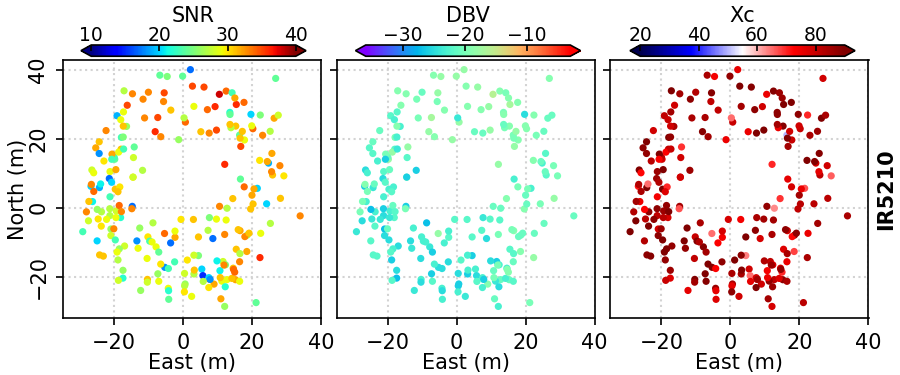 SNR DBV Xc
10 20 30 40 −30 −20 −10 20 40 60 80
40
20
0
−20
North (m)
−20 0 20 40 −20 0 20 40 −20 0 20 40
East (m) East (m) East (m)
IR5210